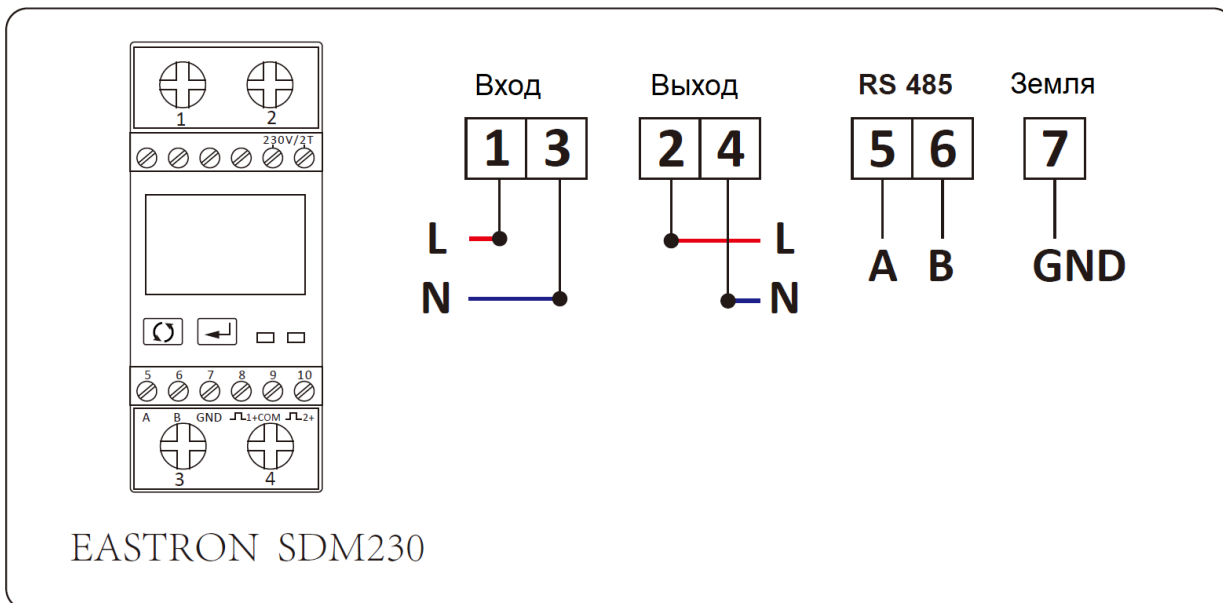 1 2
230V/2T
5 6 7 8 9 10
A B GND 1+COM 2+
3 4
EASTRON SDM230
Вход Выход RS 485 Земля
1 3 2 4 5 6 7
L L
N N
A B GND